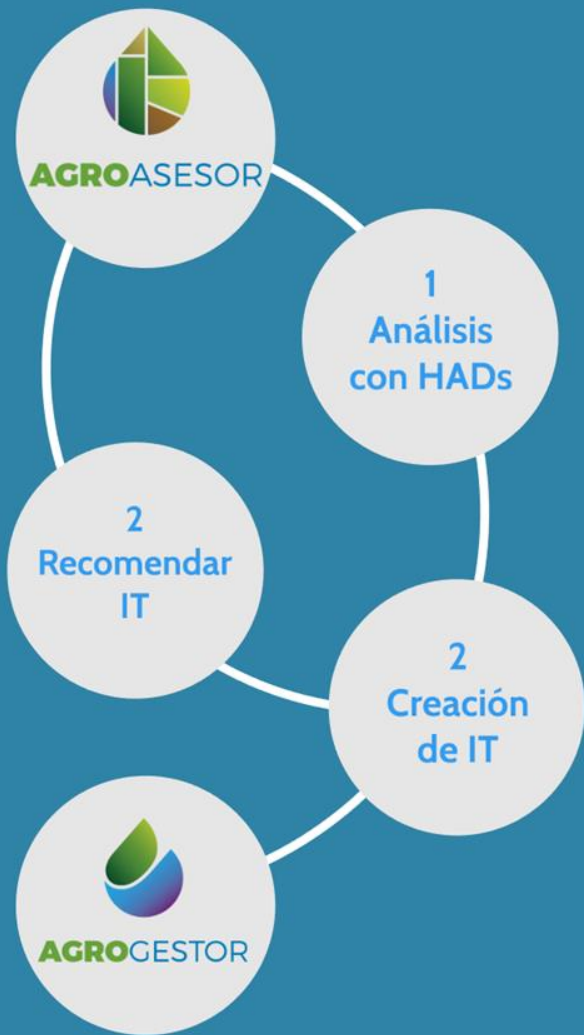 AGROASESOR
1
Análisis
con HADs
2
Recomendar
IT
2
Creación
de IT
AGROGESTOR